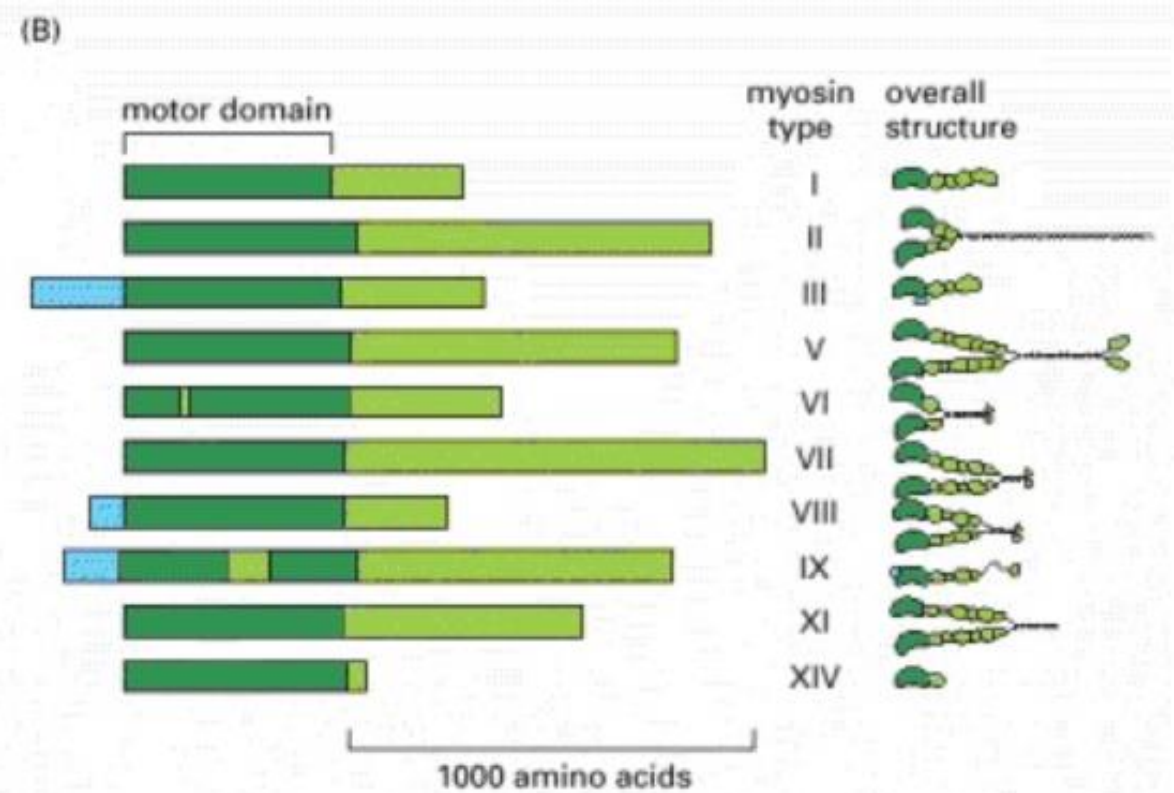 (B)
motor domain
myosin type
overall structure
I
II
III
V
VI
VII
VIII
IX
XI
XIV
1000 amino acids